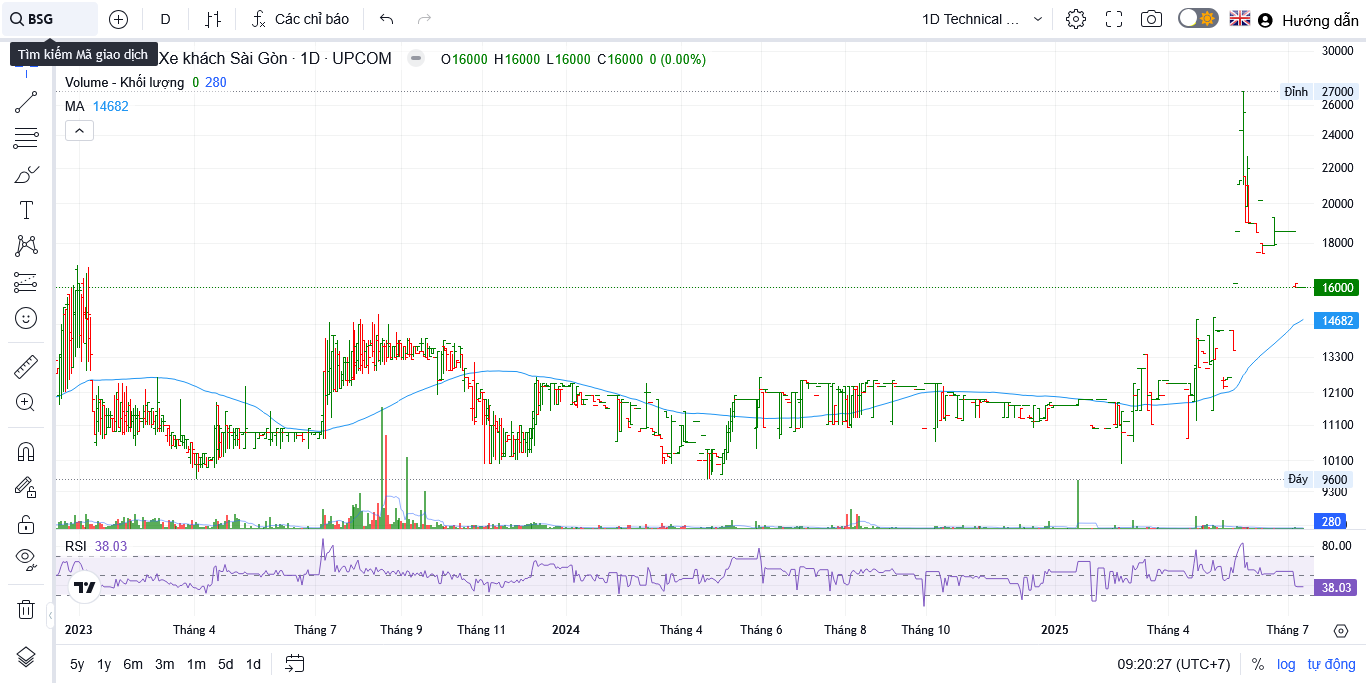 BSG
D
Các chỉ báo
1D Technical ...
Hướng dẫn
Tìm kiếm Mã giao dịch
Xe khách Sài Gòn · 1D · UPCOM
O16000 H16000 L16000 C16000 0 (0.00%)
Volume - Khối lượng 0 280
MA 14682
30000
Đỉnh 27000
26000
24000
22000
20000
18000
16000
14682
13300
12100
11100
10100
Đáy 9600
9300
280
RSI 38.03
80.00
38.03
2023 Tháng 4 Tháng 7 Tháng 9 Tháng 11 2024 Tháng 4 Tháng 6 Tháng 8 Tháng 10 2025 Tháng 4 Tháng 7
5y 1y 6m 3m 1m 5d 1d
09:20:27 (UTC+7) % log tự động